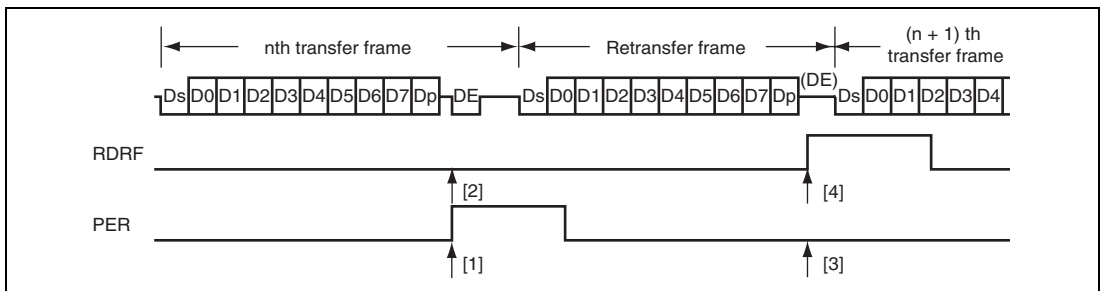 nth transfer frame Retransfer frame (n + 1) th
transfer frame
Ds D0 D1 D2 D3 D4 D5 D6 D7 Dp DE Ds D0 D1 D2 D3 D4 D5 D6 D7 Dp (DE) Ds D0 D1 D2 D3 D4
RDRF
[2] [4]
PER
[1] [3]